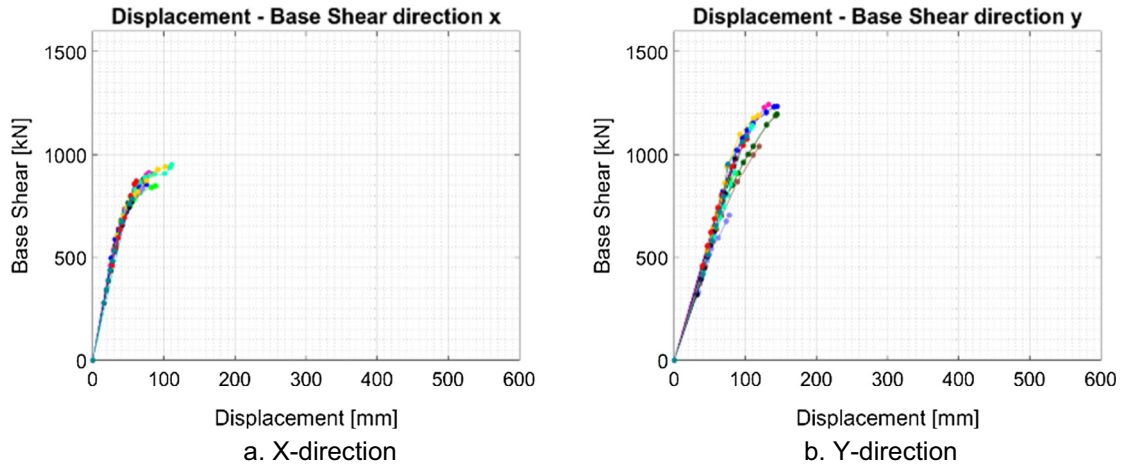 Displacement - Base Shear direction x
1500
1000
500
0
Base Shear [kN]
0 100 200 300 400 500 600
Displacement [mm]
a. X-direction
Displacement - Base Shear direction y
1500
1000
500
0
Base Shear [kN]
0 100 200 300 400 500 600
Displacement [mm]
b. Y-direction